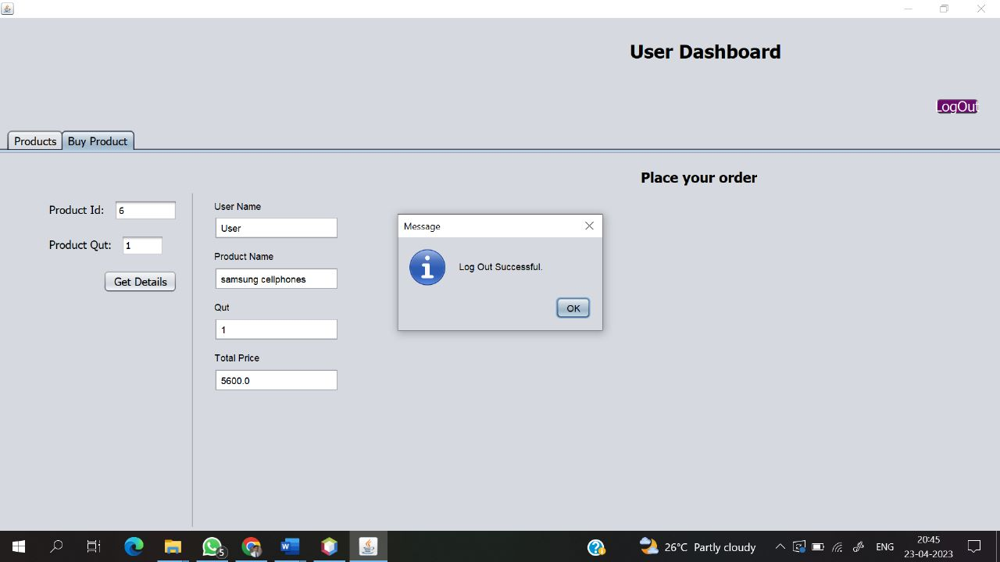 User Dashboard
LogOut
Products
Buy Product
Place your order
Product Id: 6
Product Qut: 1
Get Details
User Name
User
Product Name
samsung cellphones
Qut
1
Total Price
5600.0
Message
Log Out Successful.
OK
5
W
26°C Partly cloudy
ENG
20:45
23-04-2023